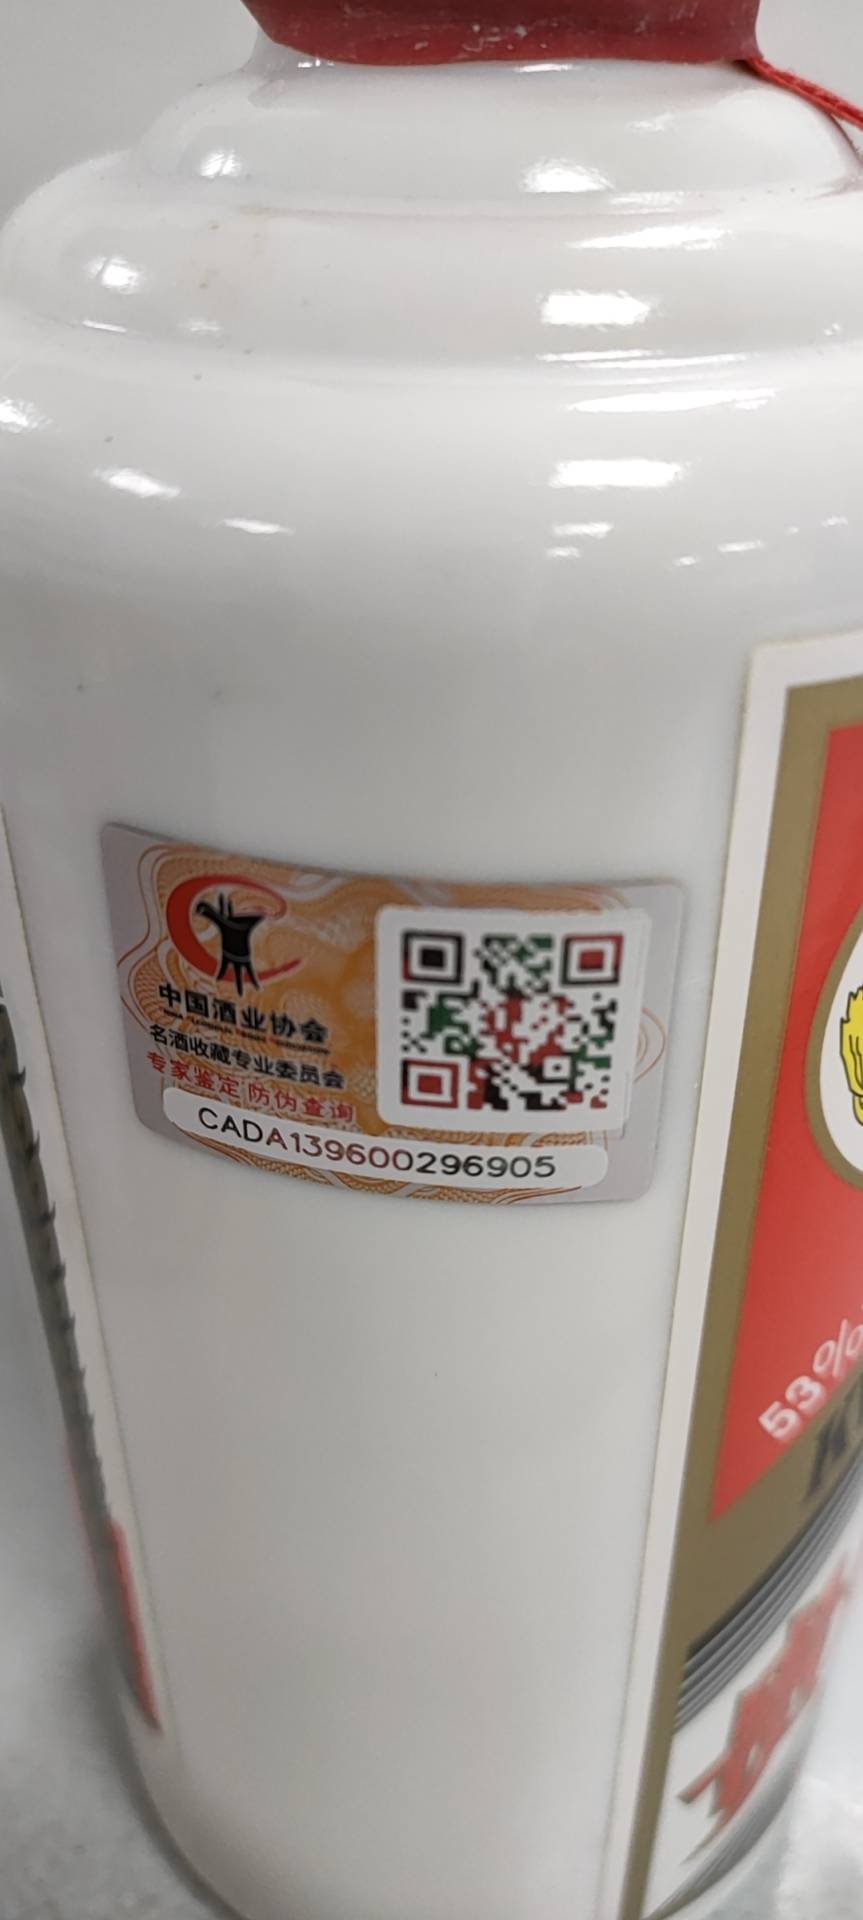 中国酒业协会
名酒收藏专业委员会
专家鉴定 防伪查询
CADA139600296905
53%